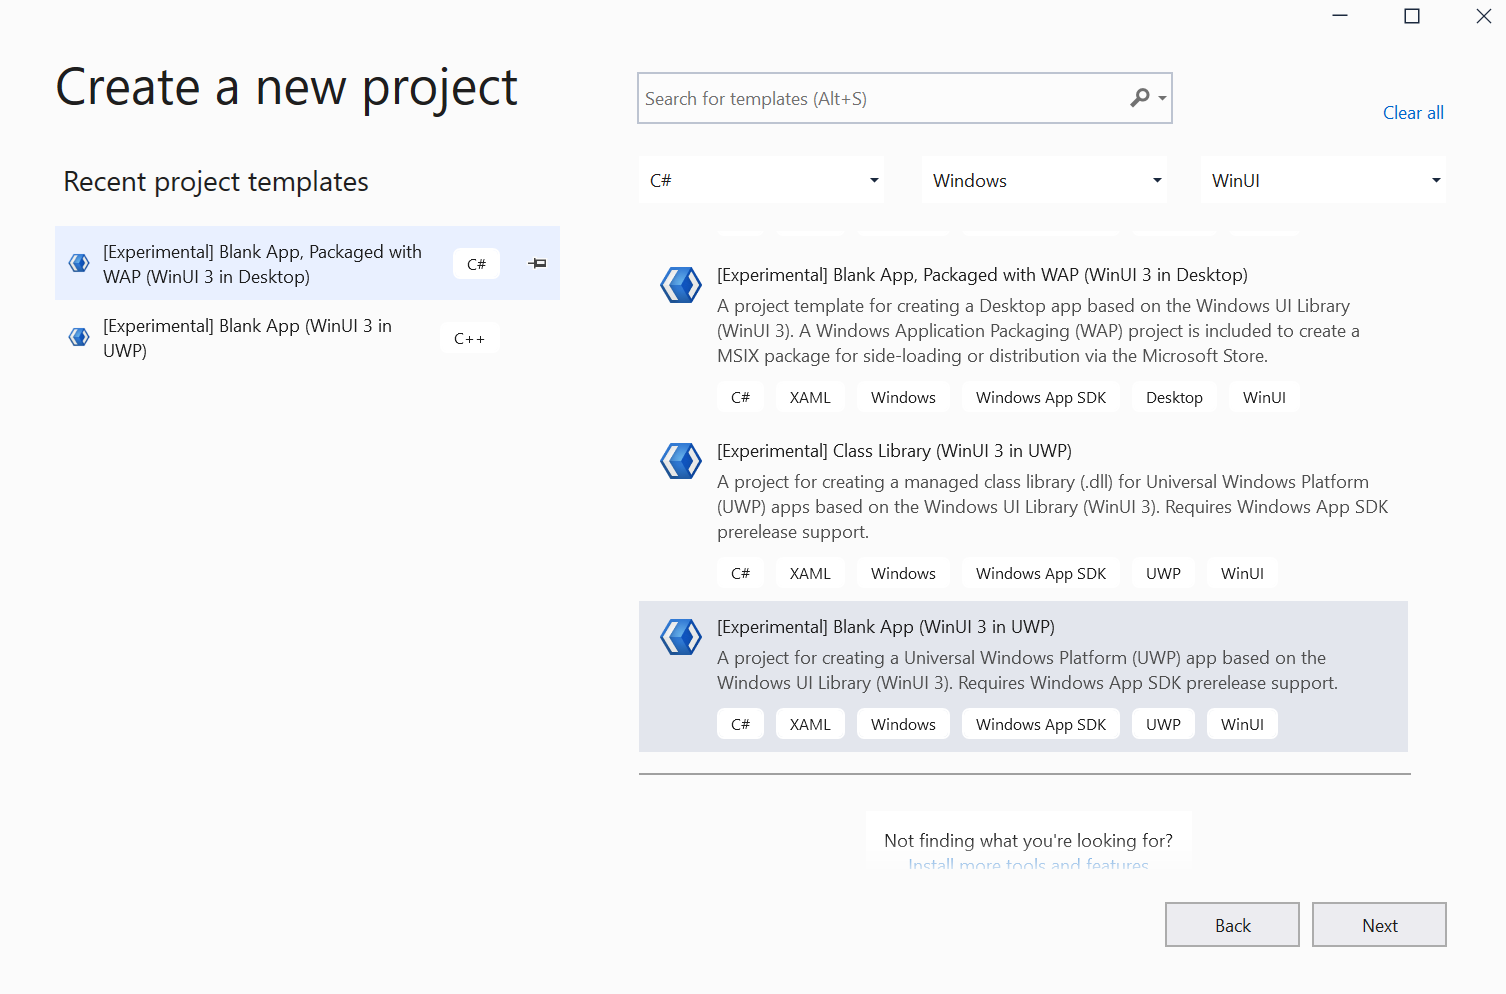 Create a new project
Search for templates (Alt+S)
Clear all
C#
Windows
WinUI
Recent project templates
[Experimental] Blank App, Packaged with
WAP (WinUI 3 in Desktop)
C#
[Experimental] Blank App (WinUI 3 in
UWP)
C++
[Experimental] Blank App, Packaged with WAP (WinUI 3 in Desktop)
A project template for creating a Desktop app based on the Windows UI Library
(WinUI 3). A Windows Application Packaging (WAP) project is included to create a
MSIX package for side-loading or distribution via the Microsoft Store.
C# XAML Windows Windows App SDK Desktop WinUI
[Experimental] Class Library (WinUI 3 in UWP)
A project for creating a managed class library (.dll) for Universal Windows Platform
(UWP) apps based on the Windows UI Library (WinUI 3). Requires Windows App SDK
prerelease support.
C# XAML Windows Windows App SDK UWP WinUI
[Experimental] Blank App (WinUI 3 in UWP)
A project for creating a Universal Windows Platform (UWP) app based on the
Windows UI Library (WinUI 3). Requires Windows App SDK prerelease support.
C# XAML Windows Windows App SDK UWP WinUI
Not finding what you're looking for?
Install more tools and features
Back
Next